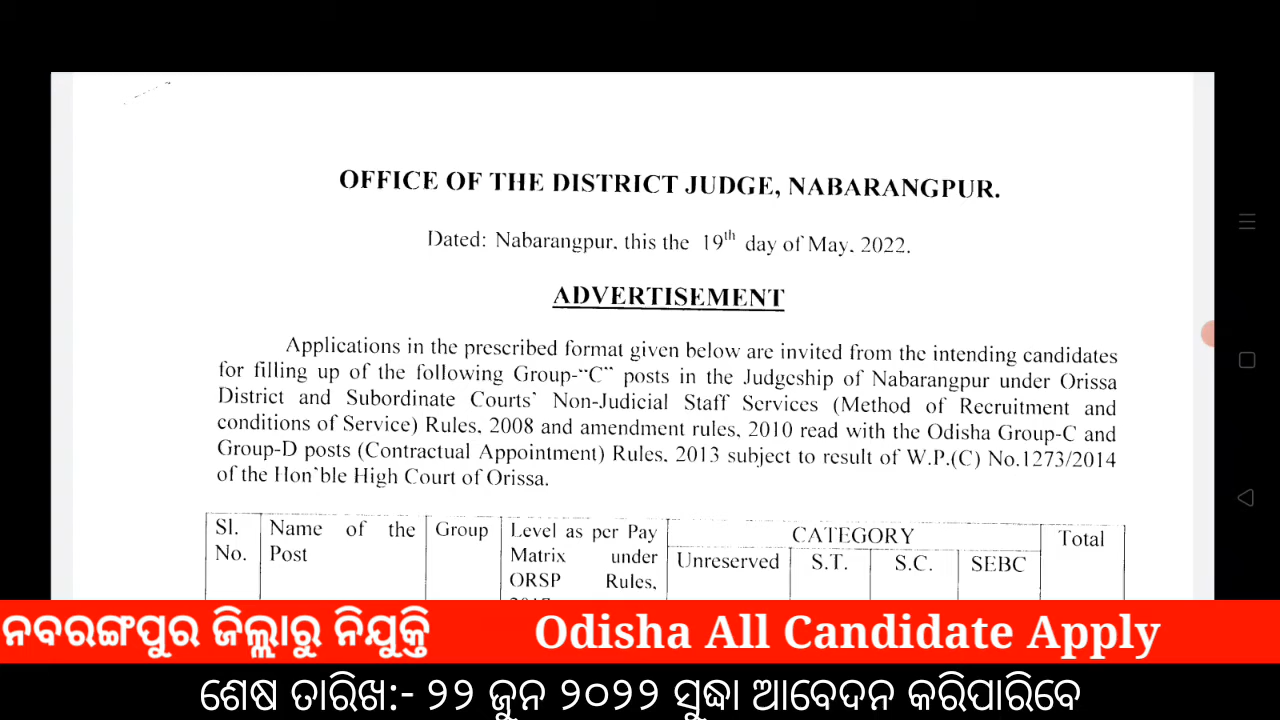 OFFICE OF THE DISTRICT JUDGE, NABARANGPUR.
Dated: Nabarangpur, this the 19th day of May, 2022.
ADVERTISEMENT
Applications in the prescribed format given below are invited from the intending candidates
for filling up of the following Group-"C" posts in the Judgeship of Nabarangpur under Orissa
District and Subordinate Courts' Non-Judicial Staff Services (Method of Recruitment and
conditions of Service) Rules, 2008 and amendment rules, 2010 read with the Odisha Group-C and
Group-D posts (Contractual Appointment) Rules, 2013 subject to result of W.P.(C) No.1273/2014
of the Hon'ble High Court of Orissa.
Sl. No. Name of the Post Group Level as per Pay Matrix under ORSP Rules, CATEGORY Total
Unreserved S.T. S.C. SEBC
ନବରଙ୍ଗପୁର ଜିଲ୍ଲାରୁ ନିଯୁକ୍ତି Odisha All Candidate Apply
ଶେଷ ତାରିଖ:- ୨୨ ଜୁନ ୨୦୨୨ ସୁଦ୍ଧା ଆବେଦନ କରିପାରିବେ